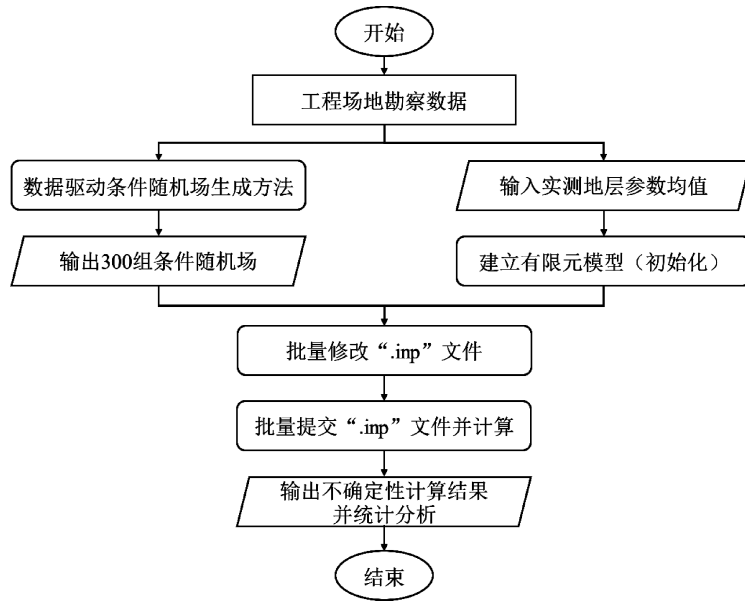 开始
工程场地勘察数据
数据驱动条件随机场生成方法
输入实测地层参数均值
输出300组条件随机场
建立有限元模型（初始化）
批量修改“.inp”文件
批量提交“.inp”文件并计算
输出不确定性计算结果
并统计分析
结束